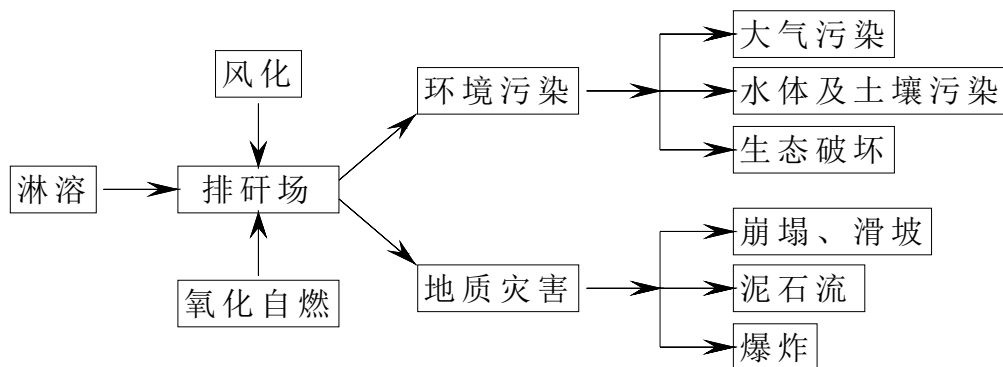 大气污染
风化
环境污染
水体及土壤污染
生态破坏
淋溶
排矸场
崩塌、滑坡
氧化自燃
地质灾害
泥石流
爆炸